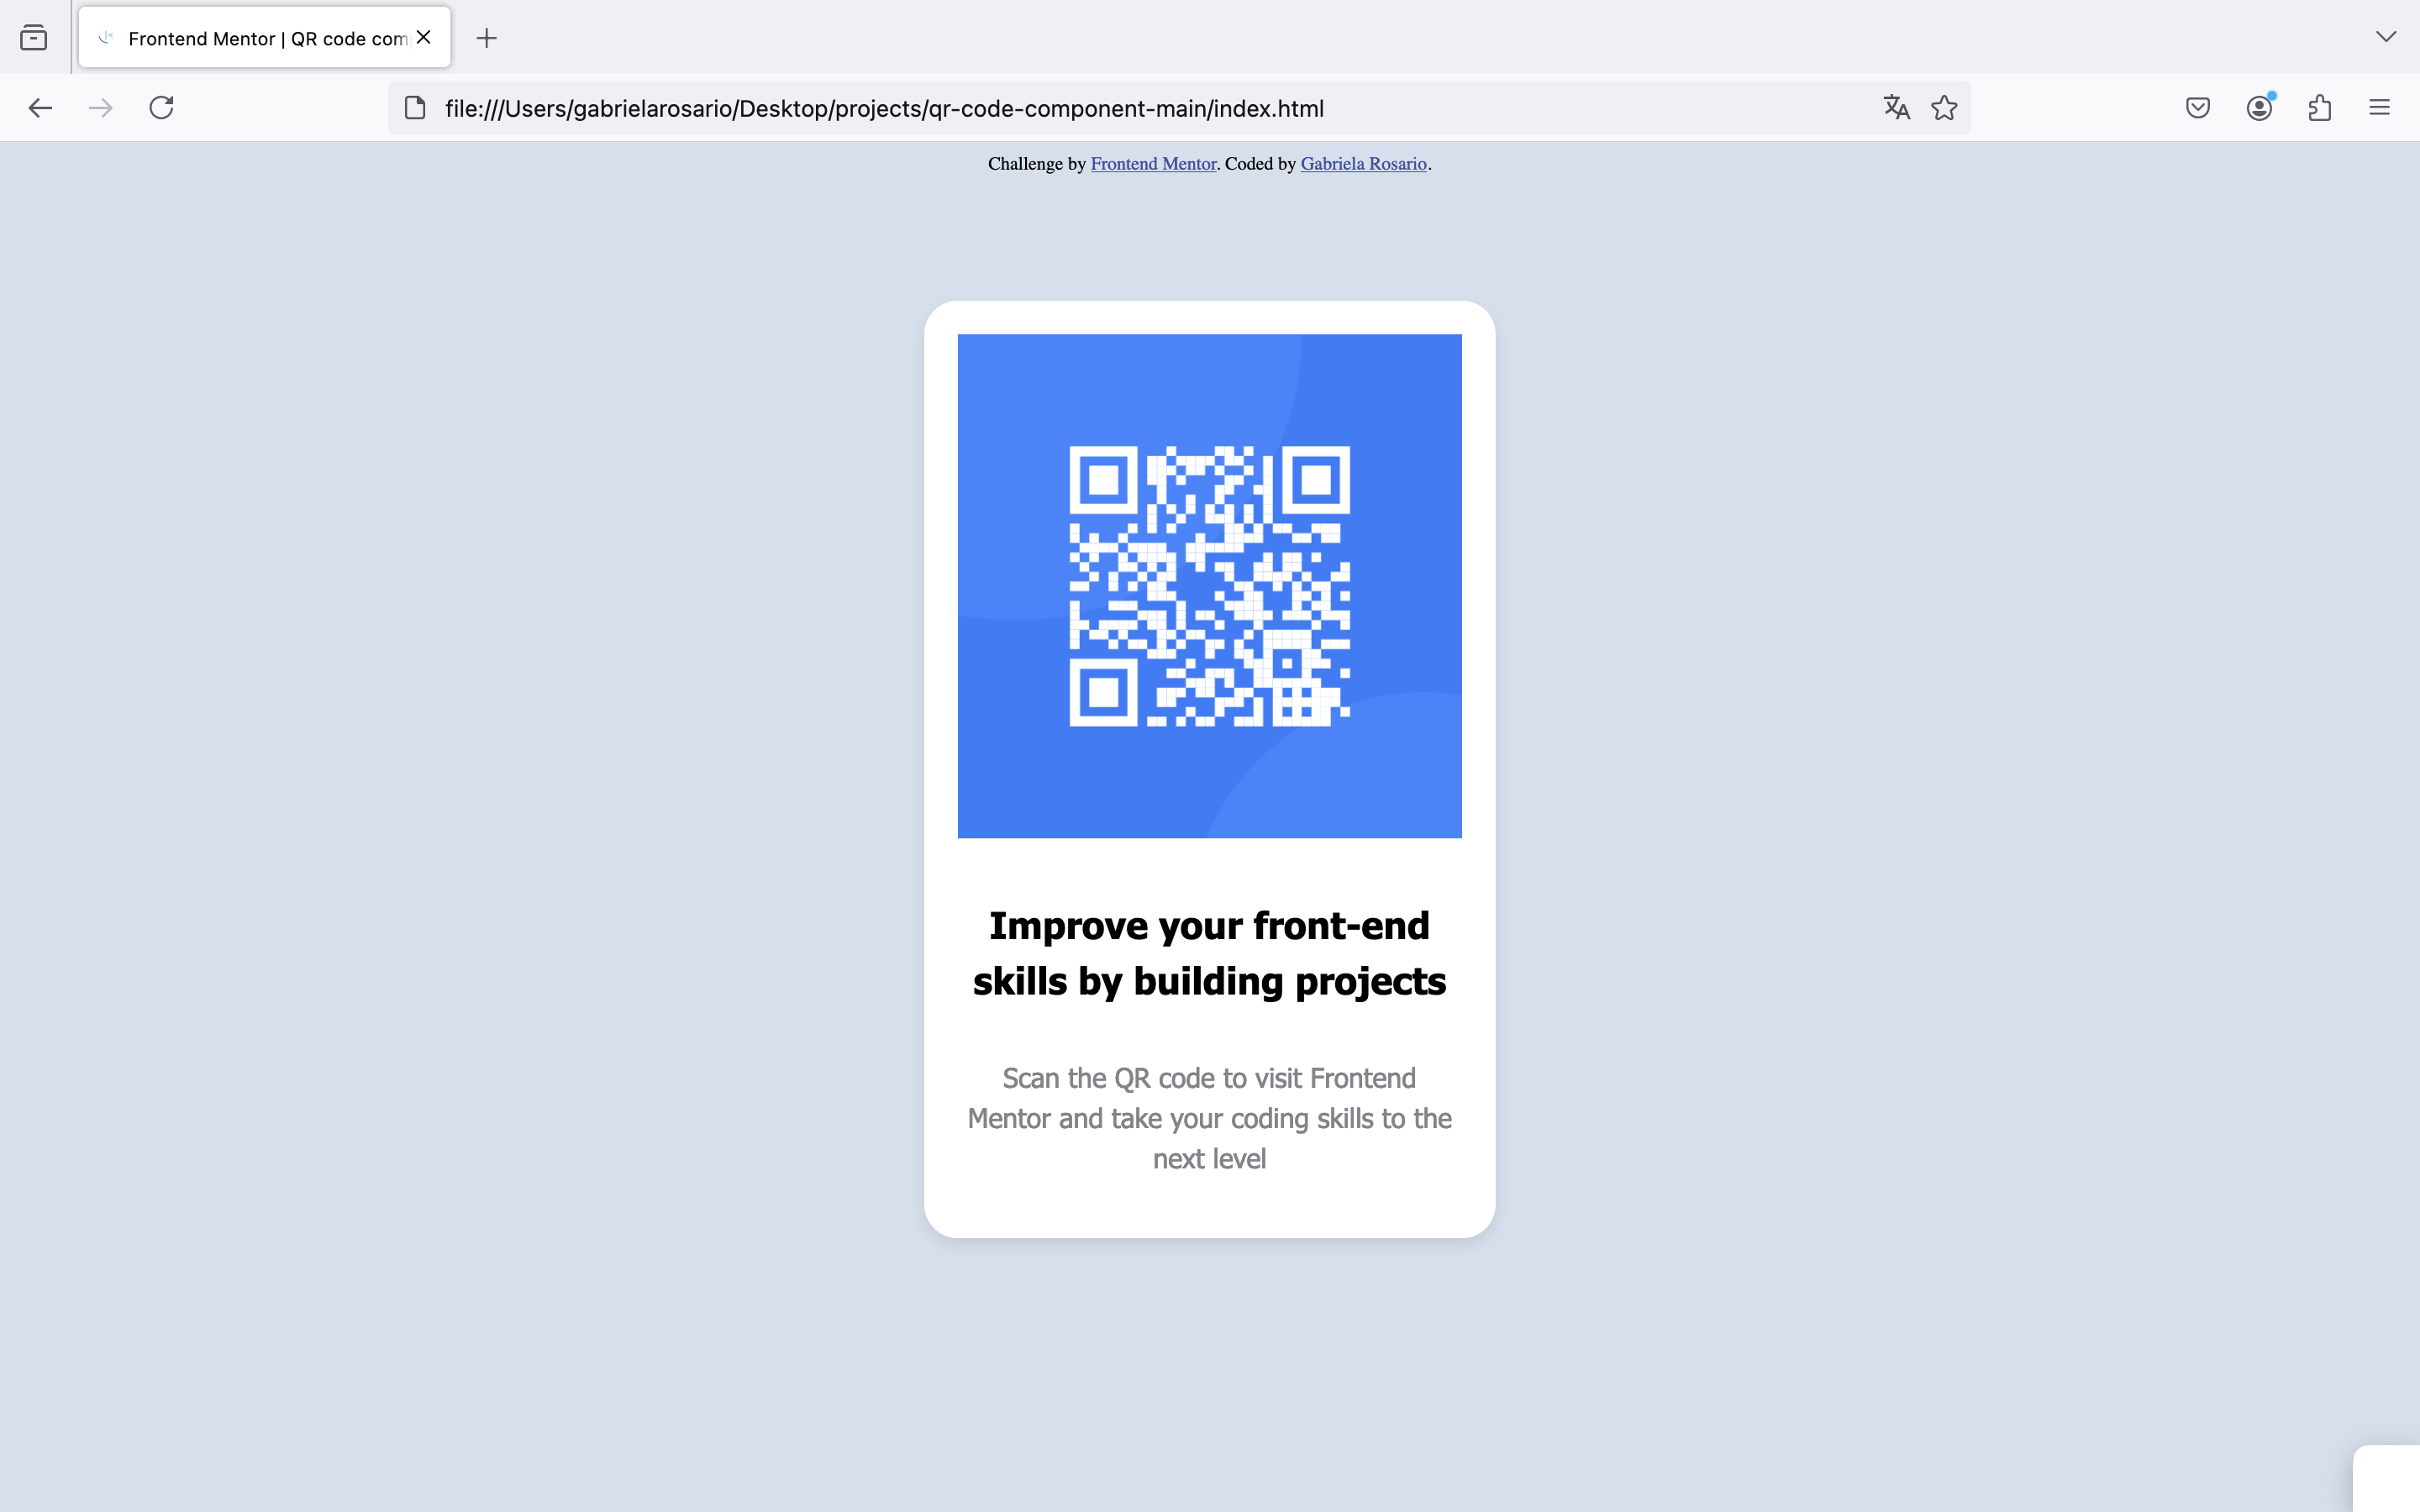 Frontend Mentor | QR code com
file:///Users/gabrielarosario/Desktop/projects/qr-code-component-main/index.html
Challenge by Frontend Mentor. Coded by Gabriela Rosario.
Improve your front-end
skills by building projects
Scan the QR code to visit Frontend
Mentor and take your coding skills to the
next level